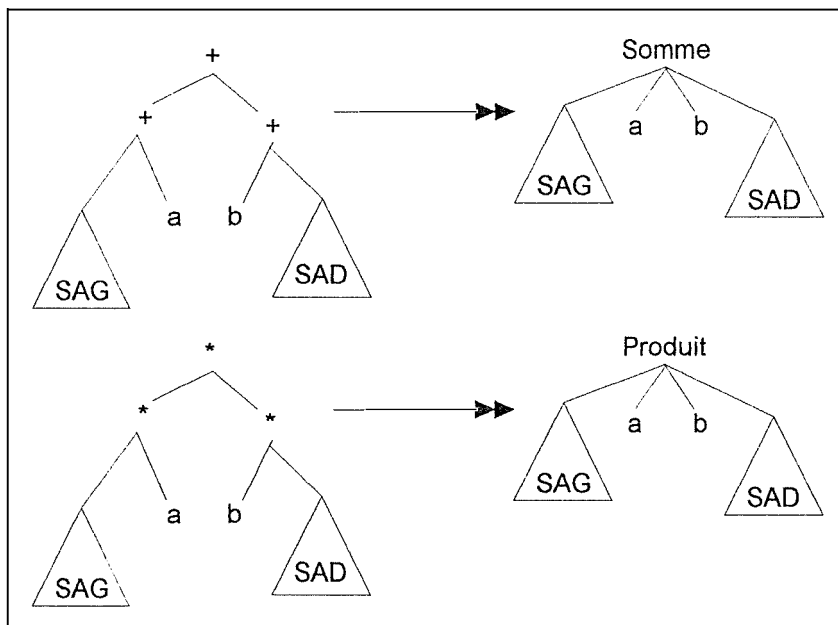 + Somme
+ + a b
SAG SAD
a b
SAG SAD
* Produit
* * a b
SAG SAD
a b
SAG SAD